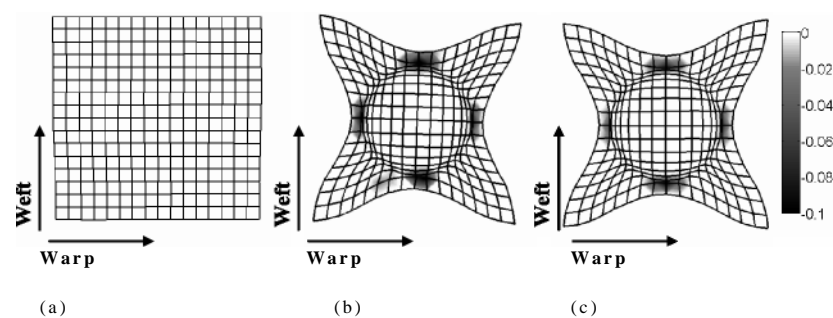 Weft
Warp
(a)
Weft
Warp
(b)
Weft
Warp
(c)
0
-0.02
-0.04
-0.06
-0.08
-0.1